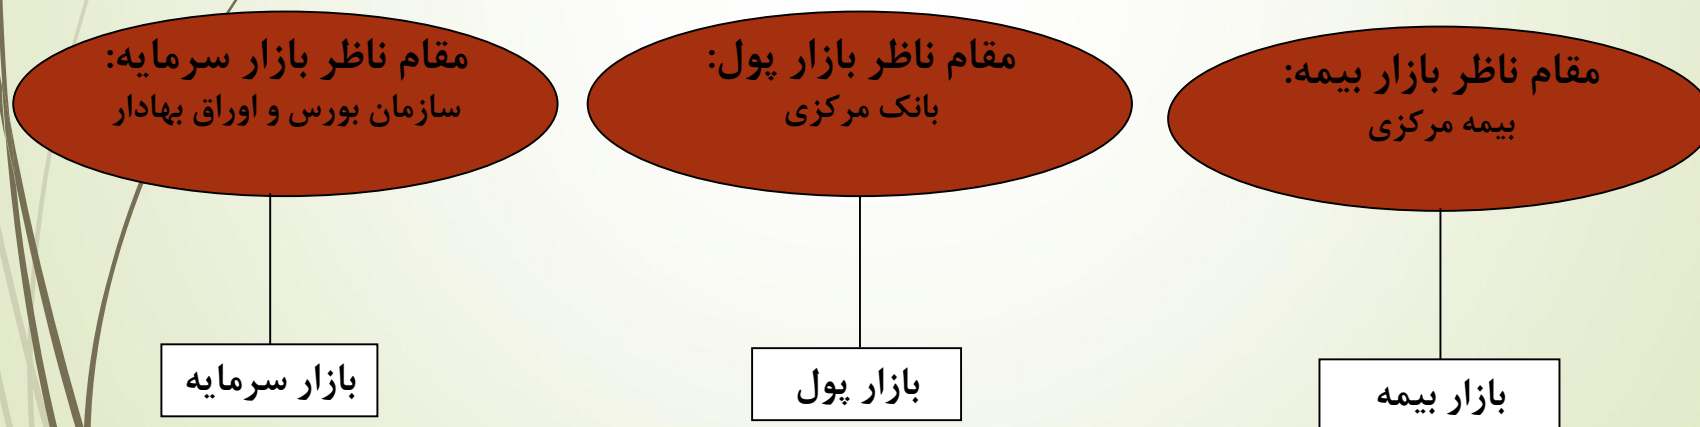 مقام ناظر بازار بیمه:
بیمه مرکزی
مقام ناظر بازار پول:
بانک مرکزی
مقام ناظر بازار سرمایه:
سازمان بورس و اوراق بهادار
بازار بیمه
بازار پول
بازار سرمایه